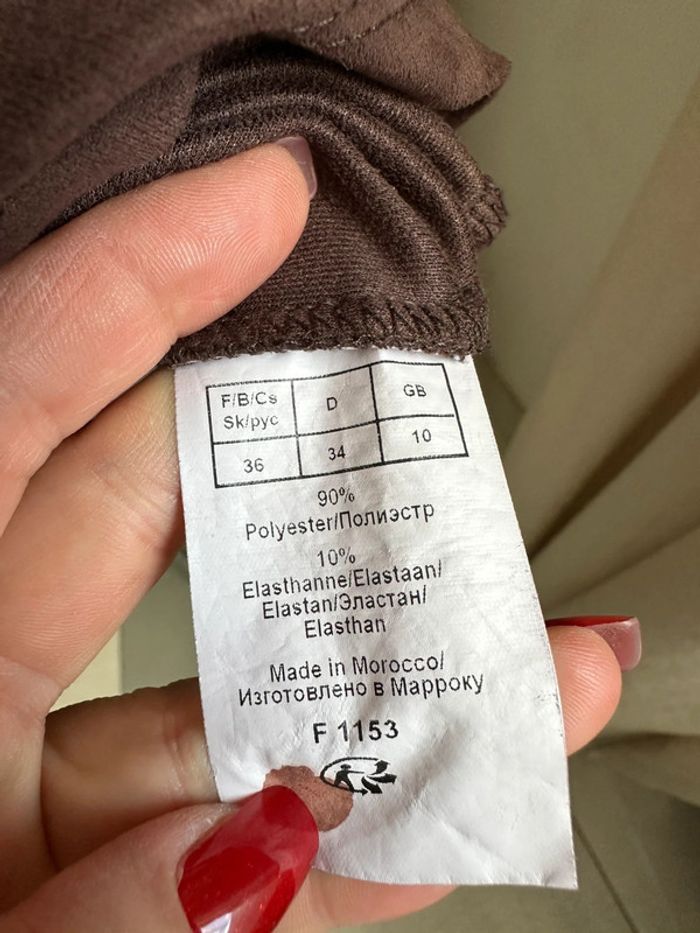 F/B/Cs Sk/рус D GB
36 34 10
90%
Polyester/Полиэстр
10%
Elasthanne/Elastaan/
Elastan/Эластан/
Elasthan
Made in Morocco/
Изготовлено в Марроку
F 1153